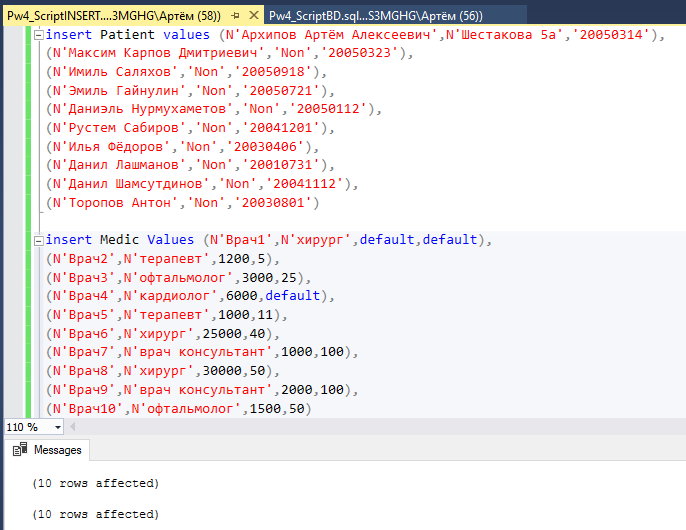 Pw4_ScriptINSERT....3MGHG\Артём (58))
Pw4_ScriptBD.sql...S3MGHG\Артём (56))
insert Patient values (N'Архипов Артём Алексеевич',N'Шестакова 5а','20050314'),
(N'Максим Карпов Дмитриевич','Non','20050323'),
(N'Имиль Саляхов','Non','20050918'),
(N'Эмиль Гайнулин','Non','20050721'),
(N'Даниэль Нурмухаметов','Non','20050112'),
(N'Рустем Сабиров','Non','20041201'),
(N'Илья Фёдоров','Non','20030406'),
(N'Данил Лашманов','Non','20010731'),
(N'Данил Шамсутдинов','Non','20041112'),
(N'Торопов Антон','Non','20030801')
insert Medic Values (N'Врач1',N'хирург',default,default),
(N'Врач2',N'терапевт',1200,5),
(N'Врач3',N'офтальмолог',3000,25),
(N'Врач4',N'кардиолог',6000,default),
(N'Врач5',N'терапевт',1000,11),
(N'Врач6',N'хирург',25000,40),
(N'Врач7',N'врач консультант',1000,100),
(N'Врач8',N'хирург',30000,50),
(N'Врач9',N'врач консультант',2000,100),
(N'Врач10',N'офтальмолог',1500,50)
110 %
Messages
(10 rows affected)
(10 rows affected)